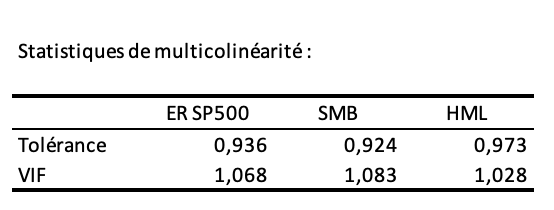 Statistiques de multicolinéarité :
ER SP500 SMB HML
Tolérance 0,936 0,924 0,973
VIF 1,068 1,083 1,028